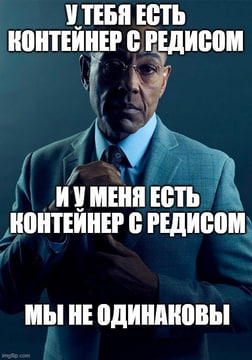 У ТЕБЯ ЕСТЬ
КОНТЕЙНЕР С РЕДИСОМ
И У МЕНЯ ЕСТЬ
КОНТЕЙНЕР С РЕДИСОМ
МЫ НЕ ОДИНАКОВЫ
imgflip.com